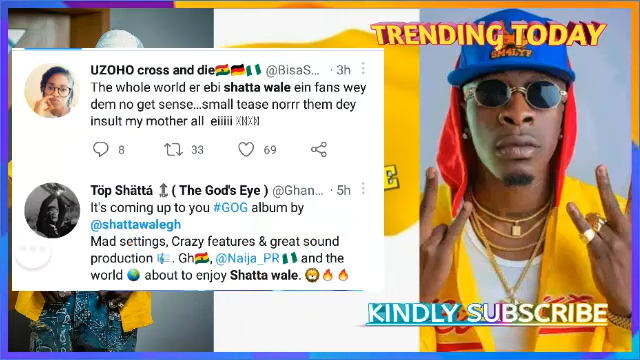 TRENDING TODAY
SM4LYF
UZOHO cross and die🇬🇭🇩🇪🇳🇬 @BisaS... · 3h
The whole world er ebi shatta wale ein fans wey
dem no get sense...small tease norrr them dey
insult my mother all eiiiii
8 33 69
Töp Shättá ( The God's Eye ) @Ghan... · 5h
It's coming up to you #GOG album by
@shattawalegh
Mad settings, Crazy features & great sound
production 🎼. Gh🇬🇭, @Naija_PR🇳🇬 and the
world 🌍 about to enjoy Shatta wale. 🦁🔥🔥
KINDLY SUBSCRIBE